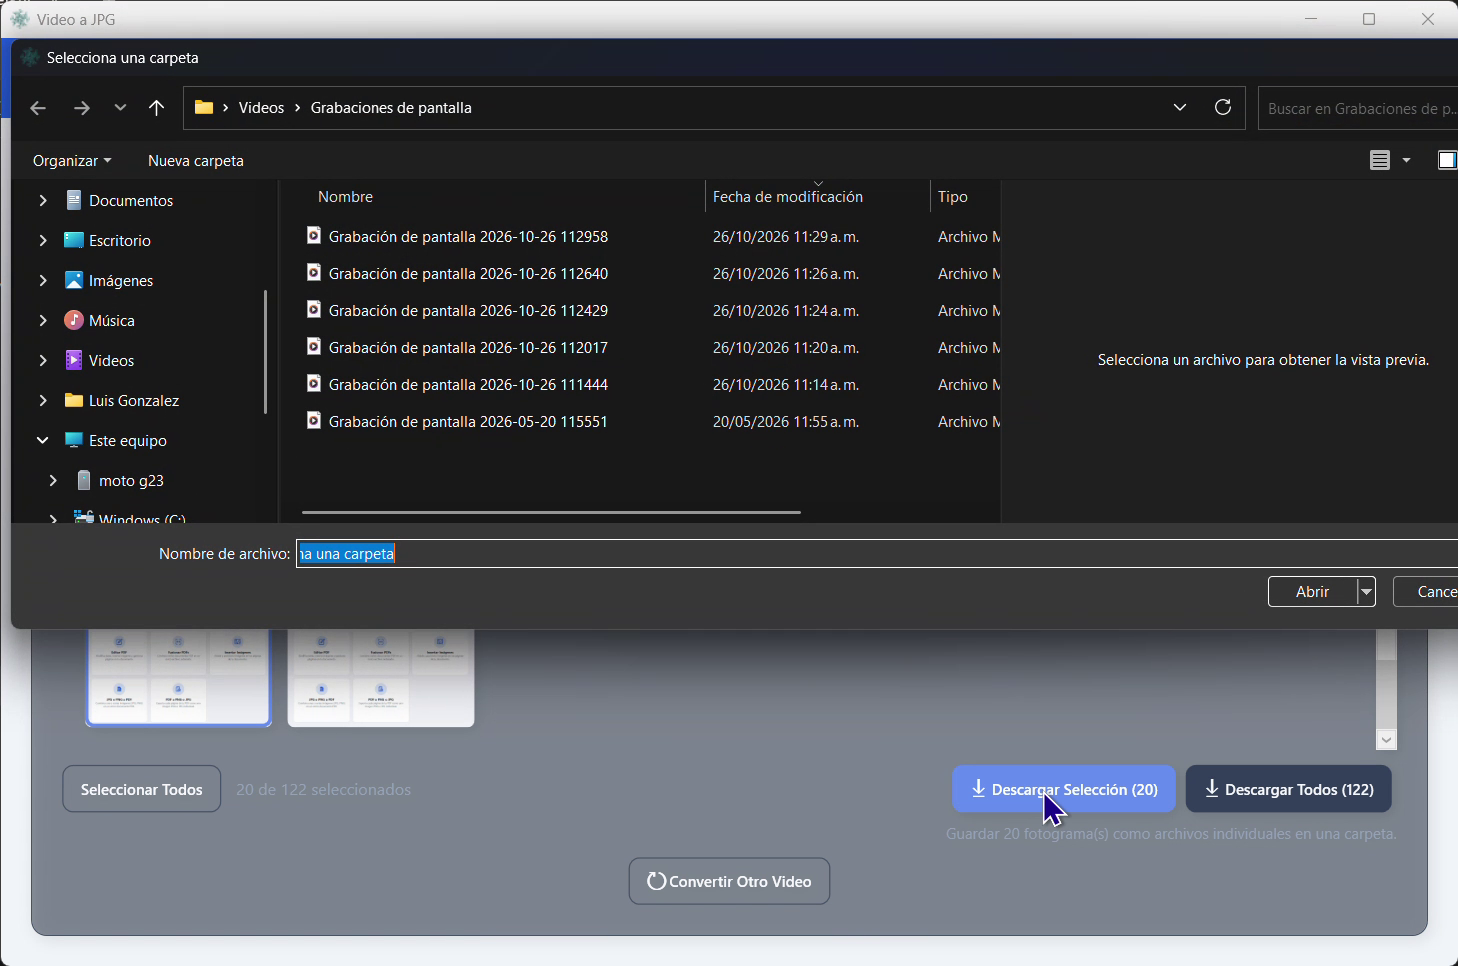 Video a JPG
Selecciona una carpeta
Videos > Grabaciones de pantalla
Buscar en Grabaciones de p...
Organizar
Nueva carpeta
Documentos
Escritorio
Imágenes
Música
Videos
Luis Gonzalez
Este equipo
moto g23
Windows (C:)
Nombre Fecha de modificación Tipo
Grabación de pantalla 2026-10-26 112958 26/10/2026 11:29 a. m. Archivo M
Grabación de pantalla 2026-10-26 112640 26/10/2026 11:26 a. m. Archivo M
Grabación de pantalla 2026-10-26 112429 26/10/2026 11:24 a. m. Archivo M
Grabación de pantalla 2026-10-26 112017 26/10/2026 11:20 a. m. Archivo M
Grabación de pantalla 2026-10-26 111444 26/10/2026 11:14 a. m. Archivo M
Grabación de pantalla 2026-05-20 115551 20/05/2026 11:55 a. m. Archivo M
Selecciona un archivo para obtener la vista previa.
Nombre de archivo: na una carpeta
Abrir
Cance
Seleccionar Todos
20 de 122 seleccionados
Descargar Selección (20)
Descargar Todos (122)
Guardar 20 fotograma(s) como archivos individuales en una carpeta.
Convertir Otro Video